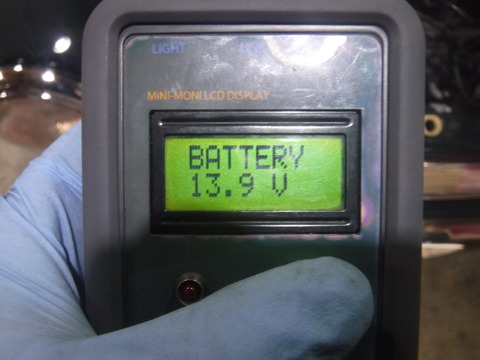 LIGHT
MINI-MONI LCD DISPLAY
BATTERY
13.9 V